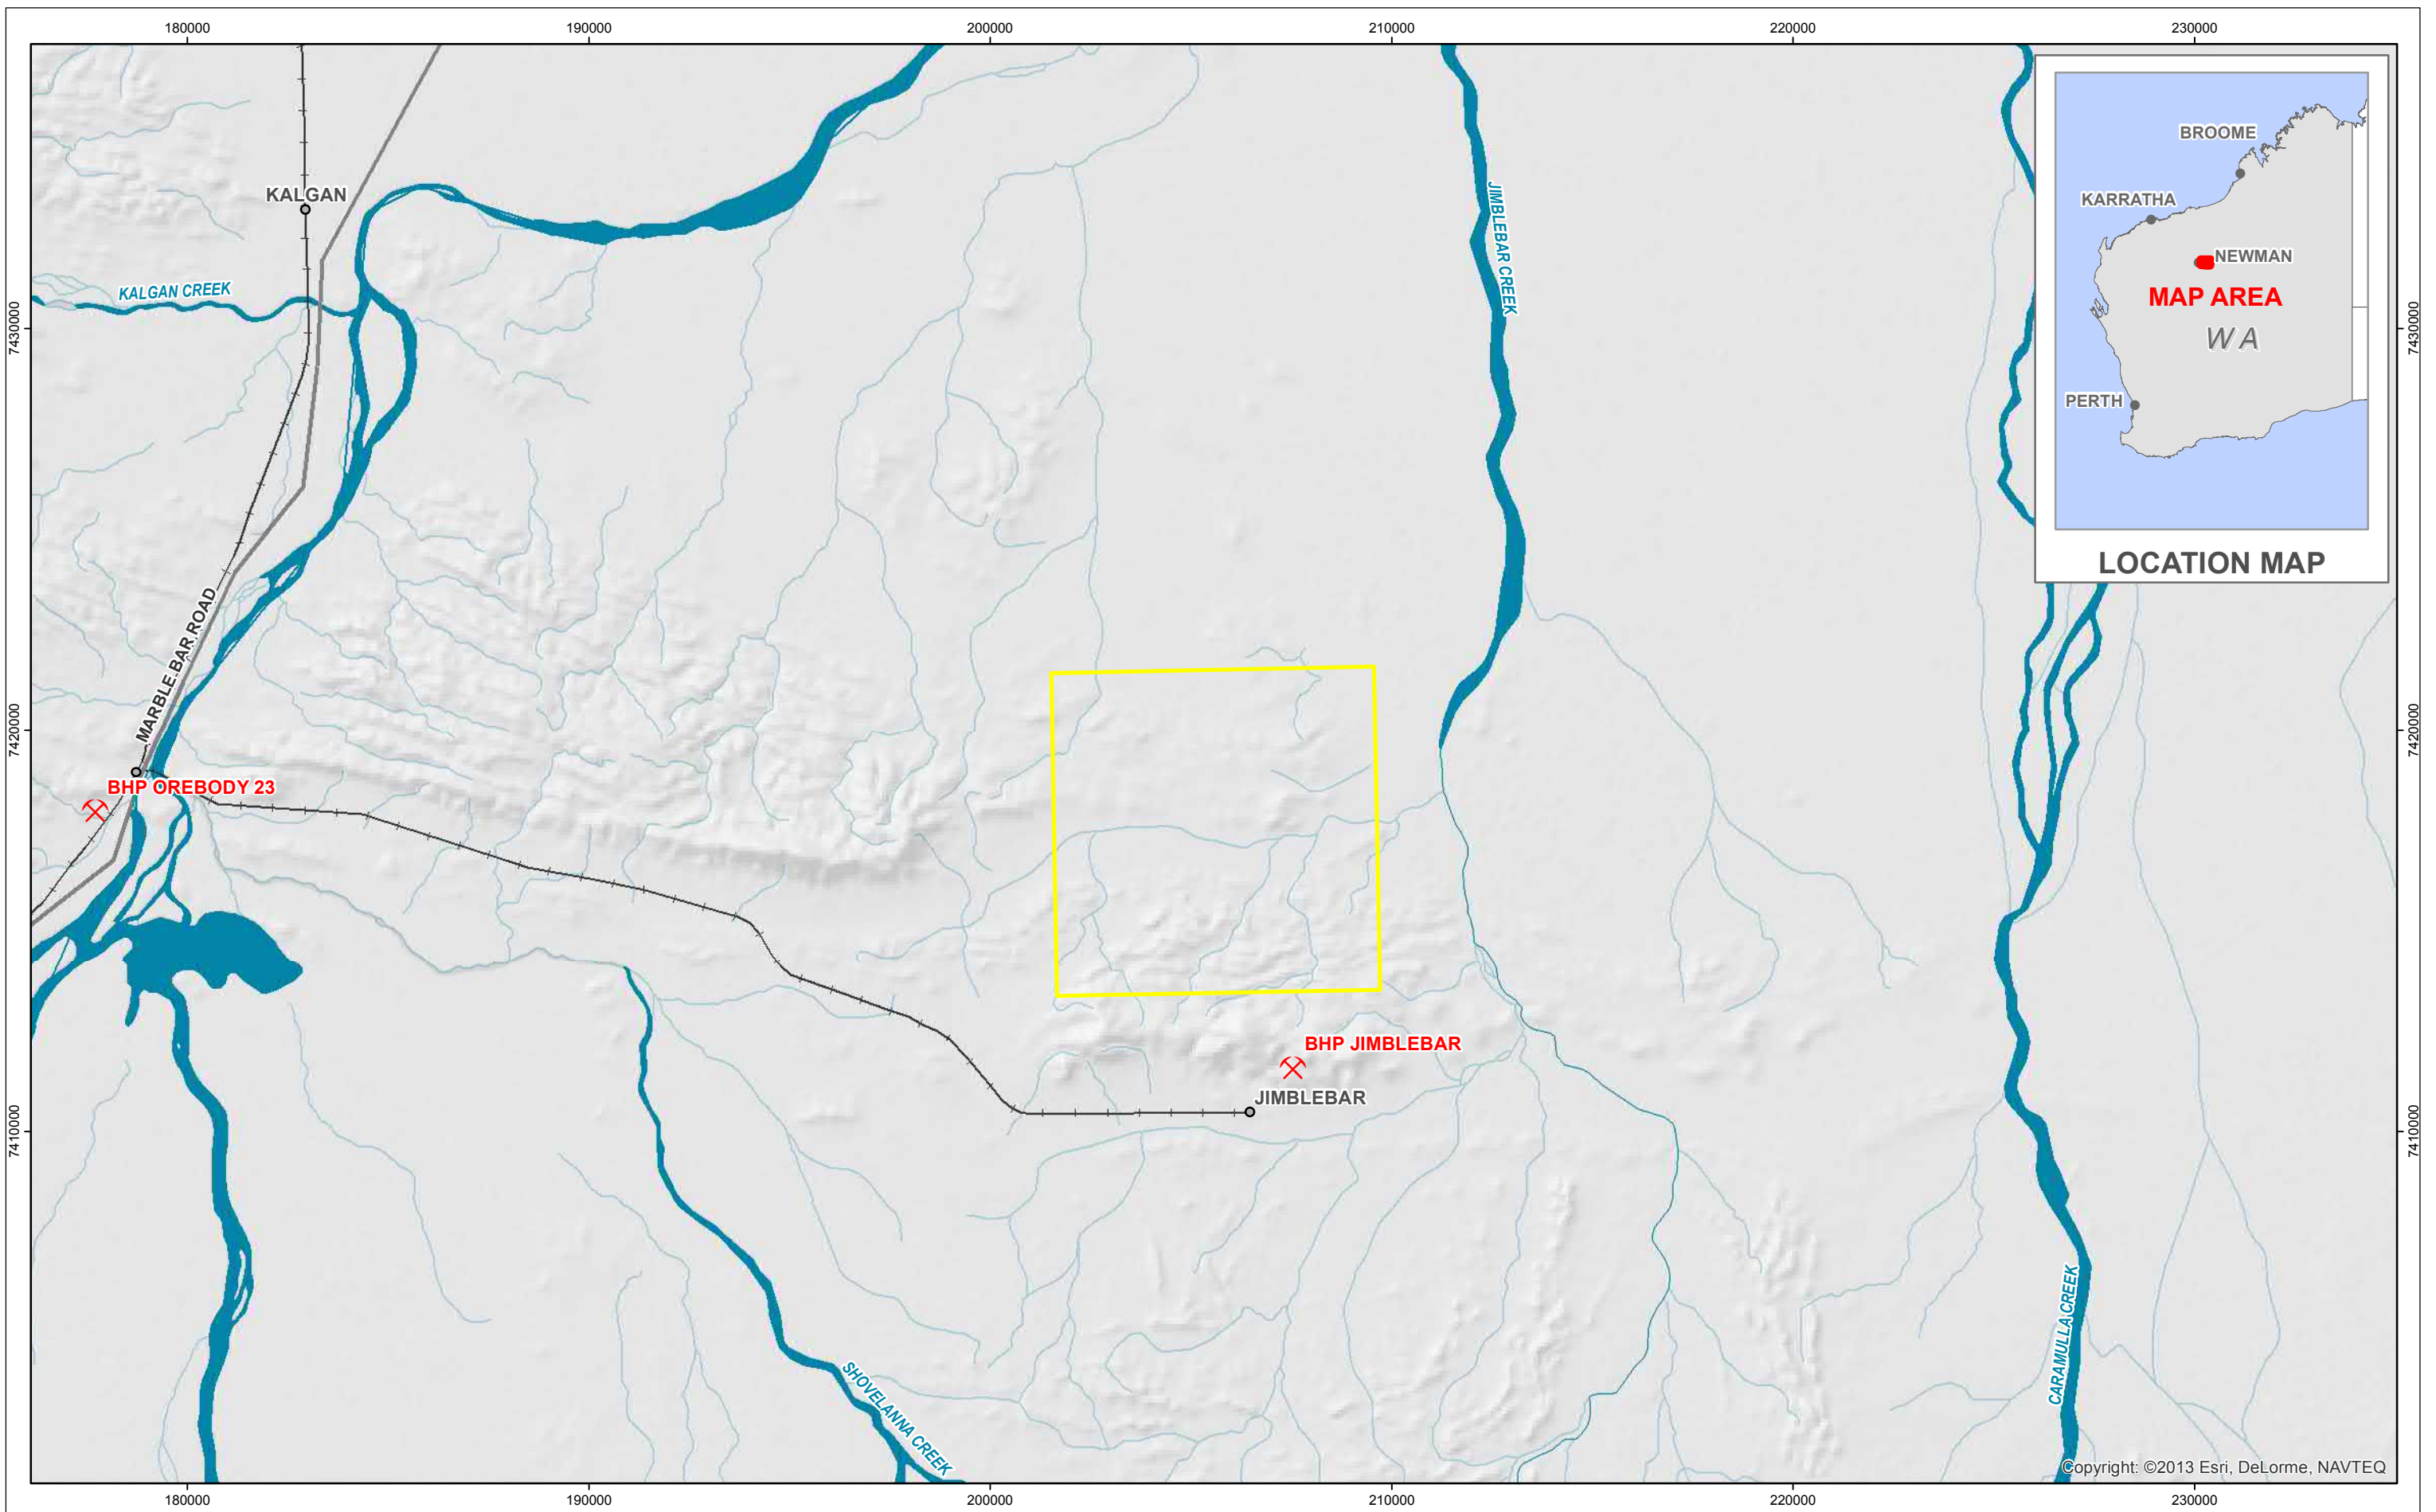 180000
190000
200000
210000
220000
230000
BROOME
KARRATHA
NEWMAN
MAP AREA
WA
PERTH
LOCATION MAP
KALGAN
KALGAN CREEK
JIMBLEBAR CREEK
7430000
7430000
MARBLE BAR ROAD
7420000
7420000
BHP OREBODY 23
BHP JIMBLEBAR
JIMBLEBAR
7410000
7410000
CARAMULLA CREEK
SHOVELANNA CREEK
Copyright: ©2013 Esri, DeLorme, NAVTEQ
180000
190000
200000
210000
220000
230000